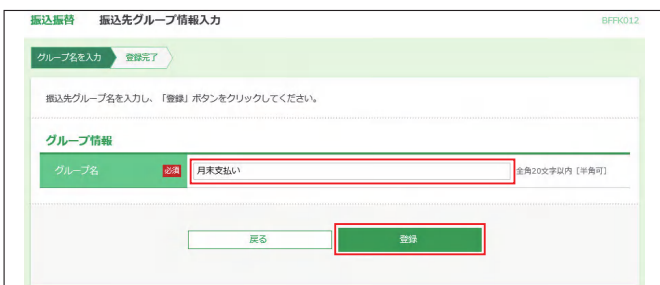 振込振替 振込先グループ情報入力 BFFK012
グループ名を入力 登録完了
振込先グループ名を入力し、「登録」ボタンをクリックしてください。
グループ情報
グループ名 必須 月末支払い 全角20文字以内［半角可］
戻る 登録